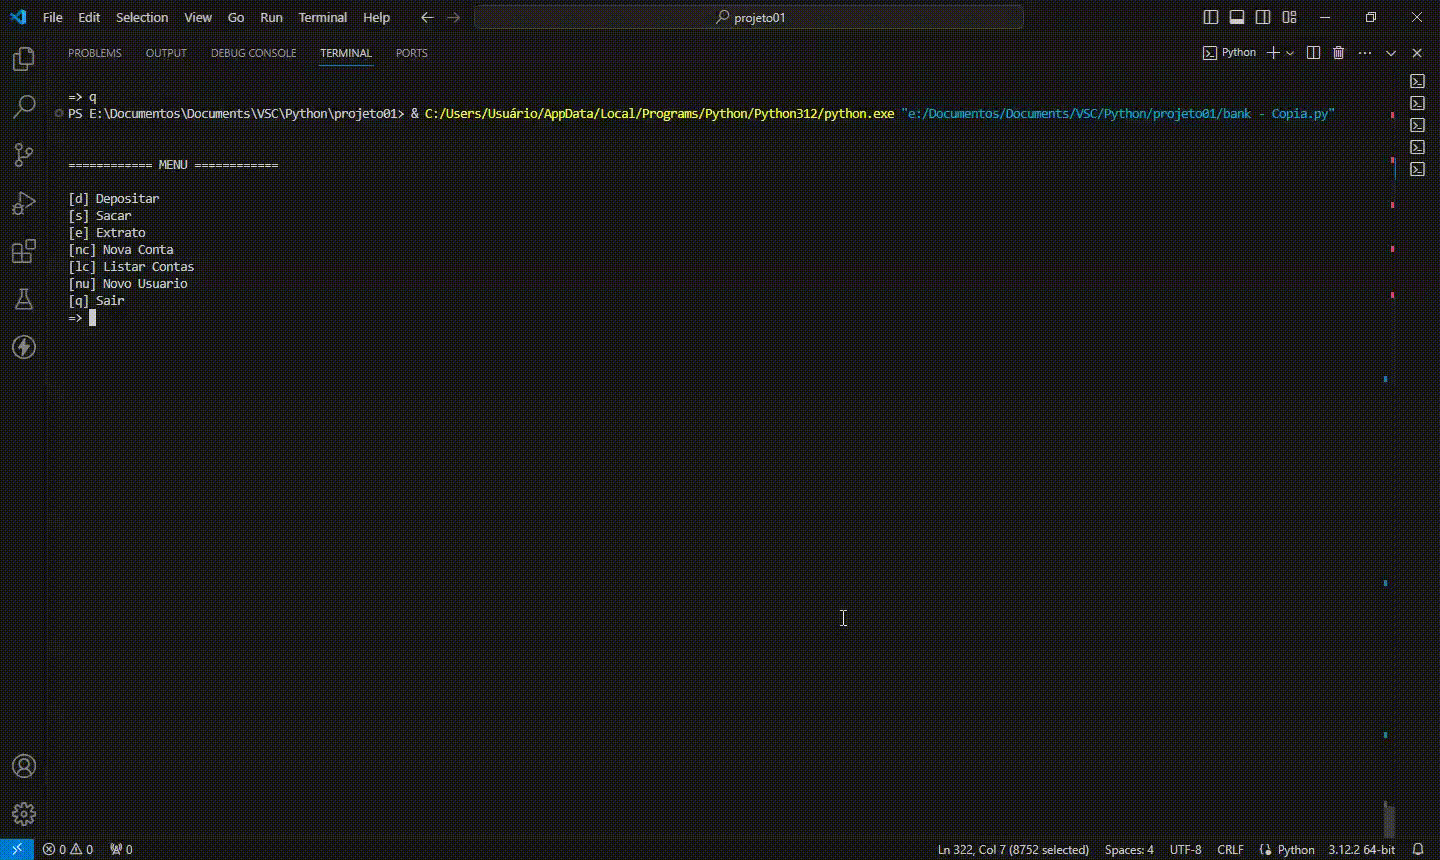 File Edit Selection View Go Run Terminal Help projeto01
PROBLEMS OUTPUT DEBUG CONSOLE TERMINAL PORTS Python
=> q
PS E:\Documentos\Documents\VSC\Python\projeto01> & C:/Users/Usuário/AppData/Local/Programs/Python/Python312/python.exe "e:/Documentos/Documents/VSC/Python/projeto01/bank - Copia.py"
============ MENU ============
[d] Depositar
[s] Sacar
[e] Extrato
[nc] Nova Conta
[lc] Listar Contas
[nu] Novo Usuario
[q] Sair
=>
0 0 0 Ln 322, Col 7 (8752 selected) Spaces: 4 UTF-8 CRLF Python 3.12.2 64-bit